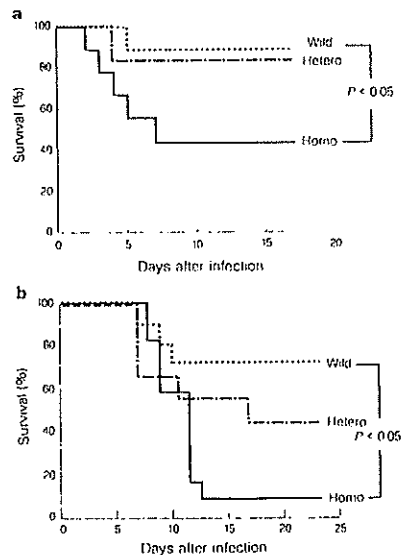 a
100
80
60
40
20
0
Survival (%)
Wild
Hetero
Homo
P < 0.05
0 5 10 15 20
Days after infection
b
100
80
60
40
20
0
Survival (%)
Wild
Hetero
Homo
P < 0.05
0 5 10 15 20 25
Days after infection